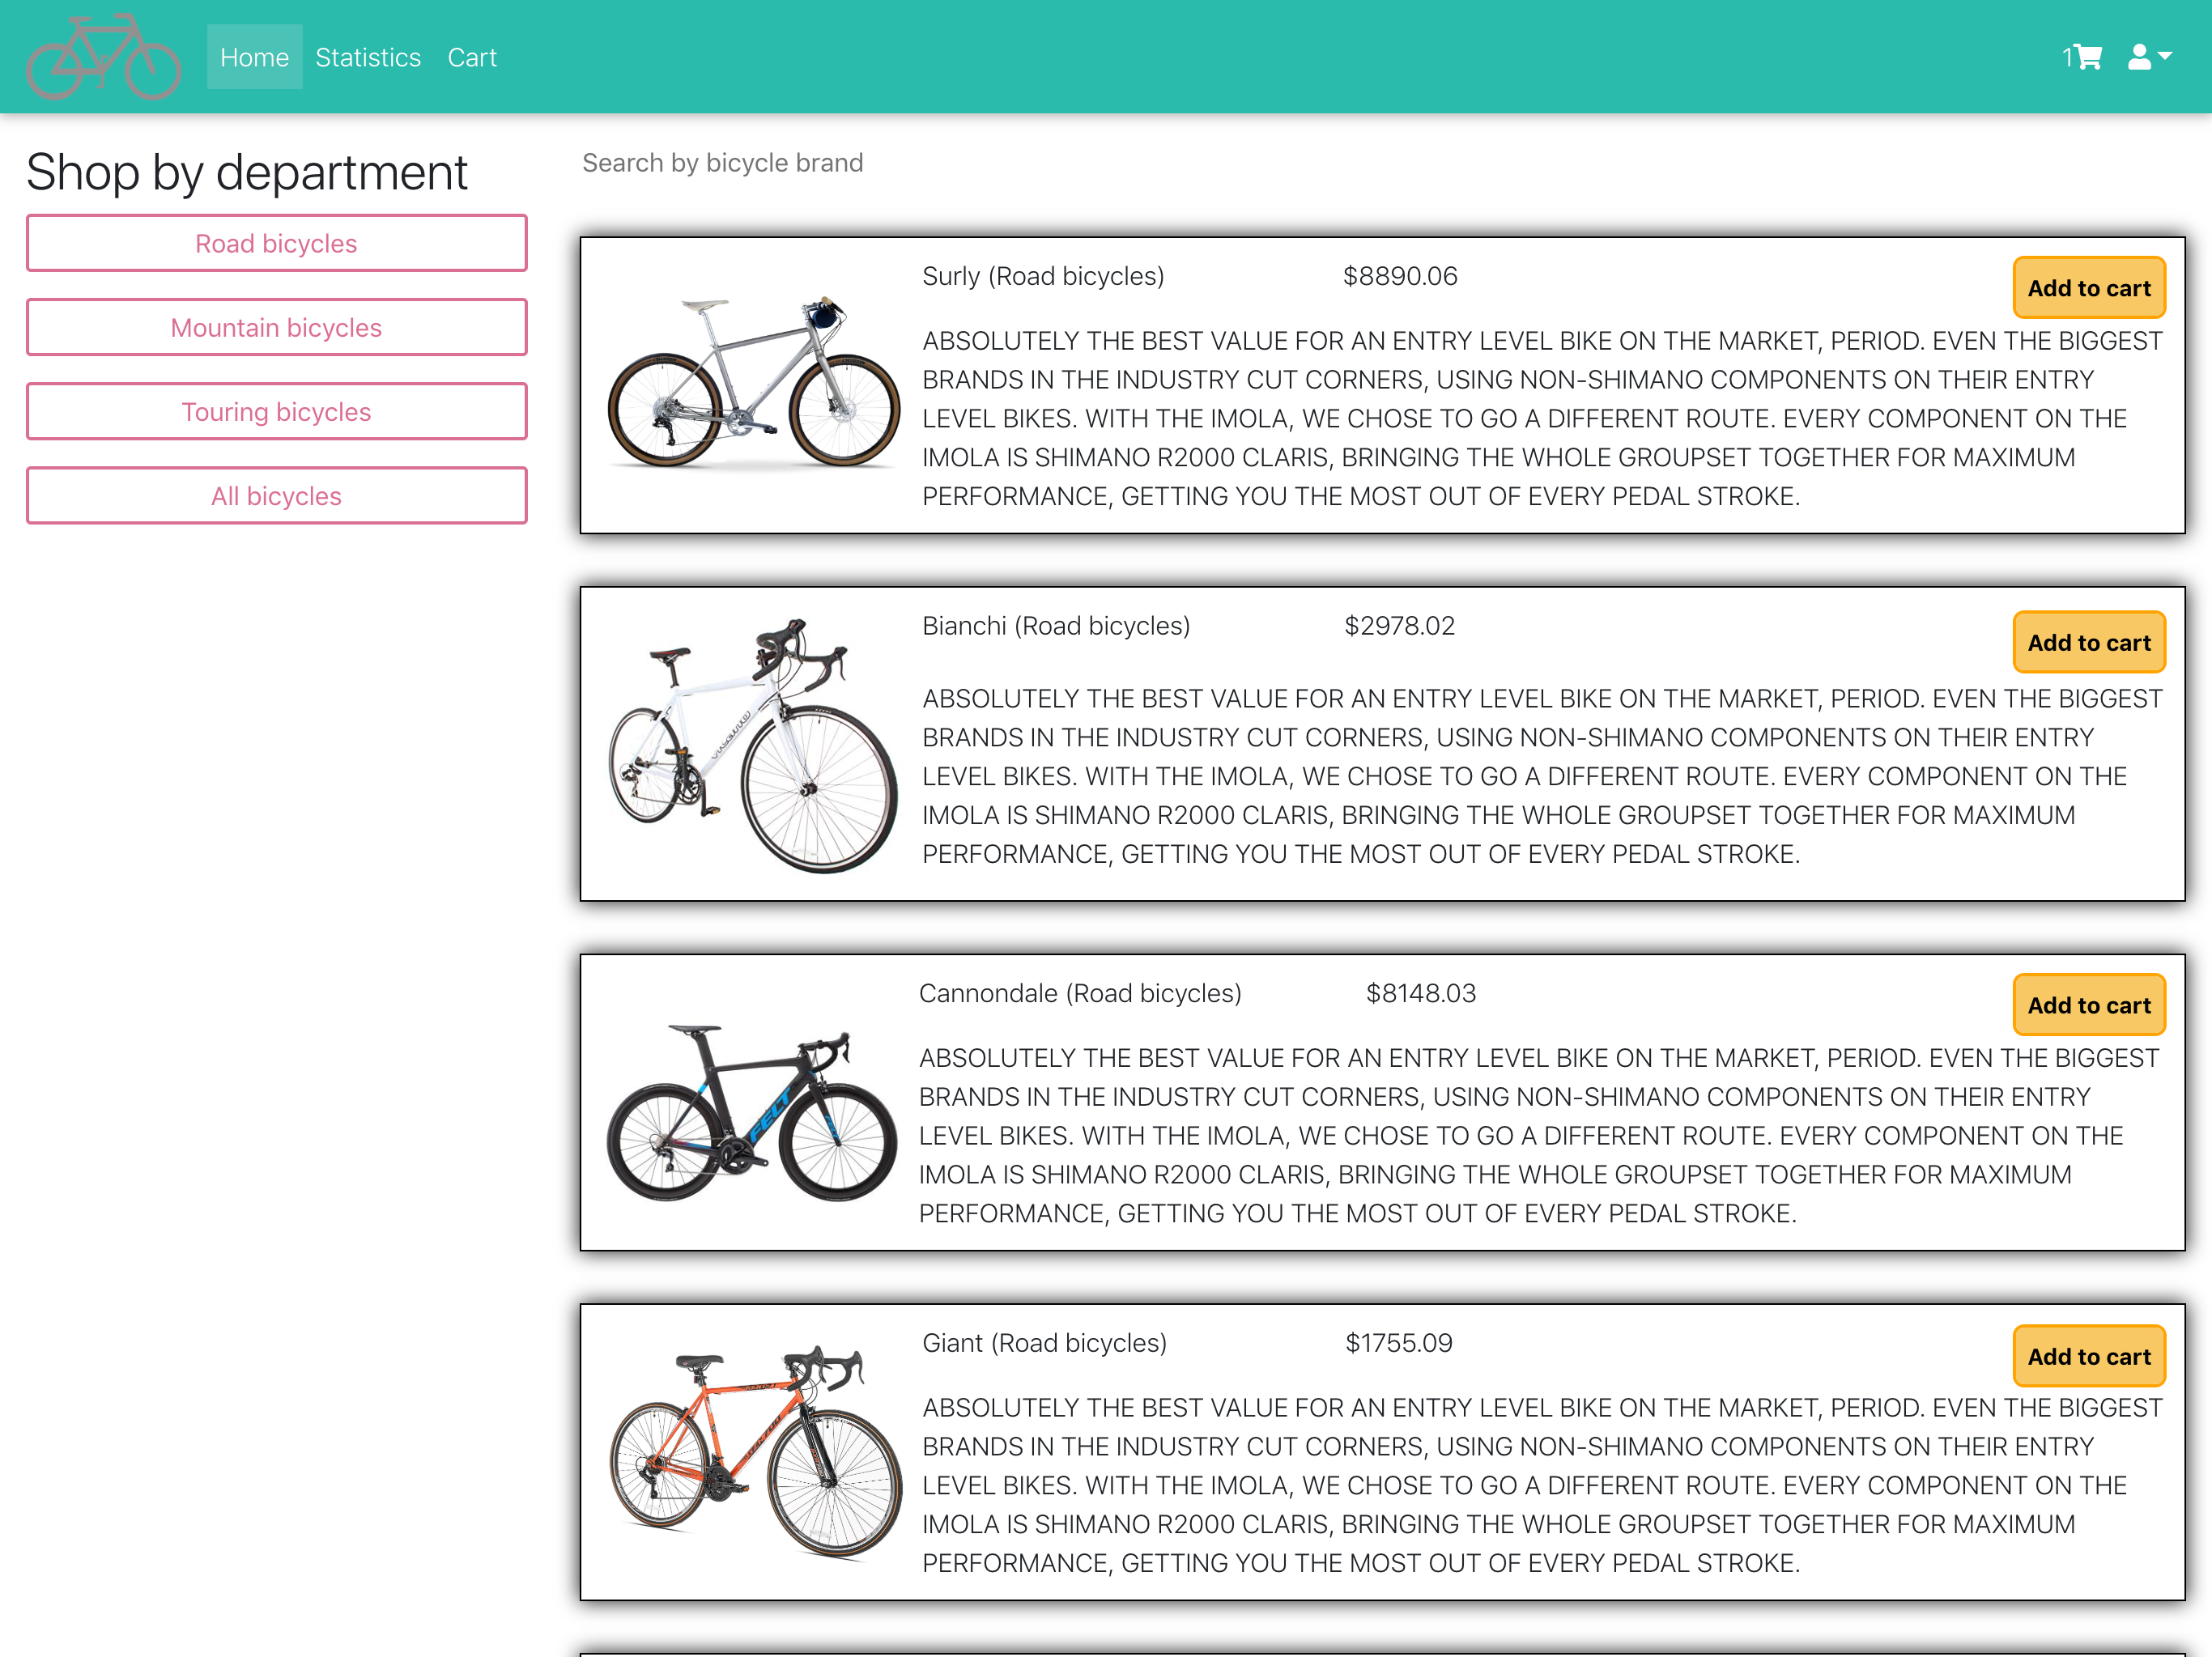 Home Statistics Cart 1
Shop by department
Road bicycles
Mountain bicycles
Touring bicycles
All bicycles
Search by bicycle brand
Surly (Road bicycles) $8890.06 Add to cart
ABSOLUTELY THE BEST VALUE FOR AN ENTRY LEVEL BIKE ON THE MARKET, PERIOD. EVEN THE BIGGEST
BRANDS IN THE INDUSTRY CUT CORNERS, USING NON-SHIMANO COMPONENTS ON THEIR ENTRY
LEVEL BIKES. WITH THE IMOLA, WE CHOSE TO GO A DIFFERENT ROUTE. EVERY COMPONENT ON THE
IMOLA IS SHIMANO R2000 CLARIS, BRINGING THE WHOLE GROUPSET TOGETHER FOR MAXIMUM
PERFORMANCE, GETTING YOU THE MOST OUT OF EVERY PEDAL STROKE.
Bianchi (Road bicycles) $2978.02 Add to cart
ABSOLUTELY THE BEST VALUE FOR AN ENTRY LEVEL BIKE ON THE MARKET, PERIOD. EVEN THE BIGGEST
BRANDS IN THE INDUSTRY CUT CORNERS, USING NON-SHIMANO COMPONENTS ON THEIR ENTRY
LEVEL BIKES. WITH THE IMOLA, WE CHOSE TO GO A DIFFERENT ROUTE. EVERY COMPONENT ON THE
IMOLA IS SHIMANO R2000 CLARIS, BRINGING THE WHOLE GROUPSET TOGETHER FOR MAXIMUM
PERFORMANCE, GETTING YOU THE MOST OUT OF EVERY PEDAL STROKE.
Cannondale (Road bicycles) $8148.03 Add to cart
FELT
ABSOLUTELY THE BEST VALUE FOR AN ENTRY LEVEL BIKE ON THE MARKET, PERIOD. EVEN THE BIGGEST
BRANDS IN THE INDUSTRY CUT CORNERS, USING NON-SHIMANO COMPONENTS ON THEIR ENTRY
LEVEL BIKES. WITH THE IMOLA, WE CHOSE TO GO A DIFFERENT ROUTE. EVERY COMPONENT ON THE
IMOLA IS SHIMANO R2000 CLARIS, BRINGING THE WHOLE GROUPSET TOGETHER FOR MAXIMUM
PERFORMANCE, GETTING YOU THE MOST OUT OF EVERY PEDAL STROKE.
Giant (Road bicycles) $1755.09 Add to cart
ABSOLUTELY THE BEST VALUE FOR AN ENTRY LEVEL BIKE ON THE MARKET, PERIOD. EVEN THE BIGGEST
BRANDS IN THE INDUSTRY CUT CORNERS, USING NON-SHIMANO COMPONENTS ON THEIR ENTRY
LEVEL BIKES. WITH THE IMOLA, WE CHOSE TO GO A DIFFERENT ROUTE. EVERY COMPONENT ON THE
IMOLA IS SHIMANO R2000 CLARIS, BRINGING THE WHOLE GROUPSET TOGETHER FOR MAXIMUM
PERFORMANCE, GETTING YOU THE MOST OUT OF EVERY PEDAL STROKE.